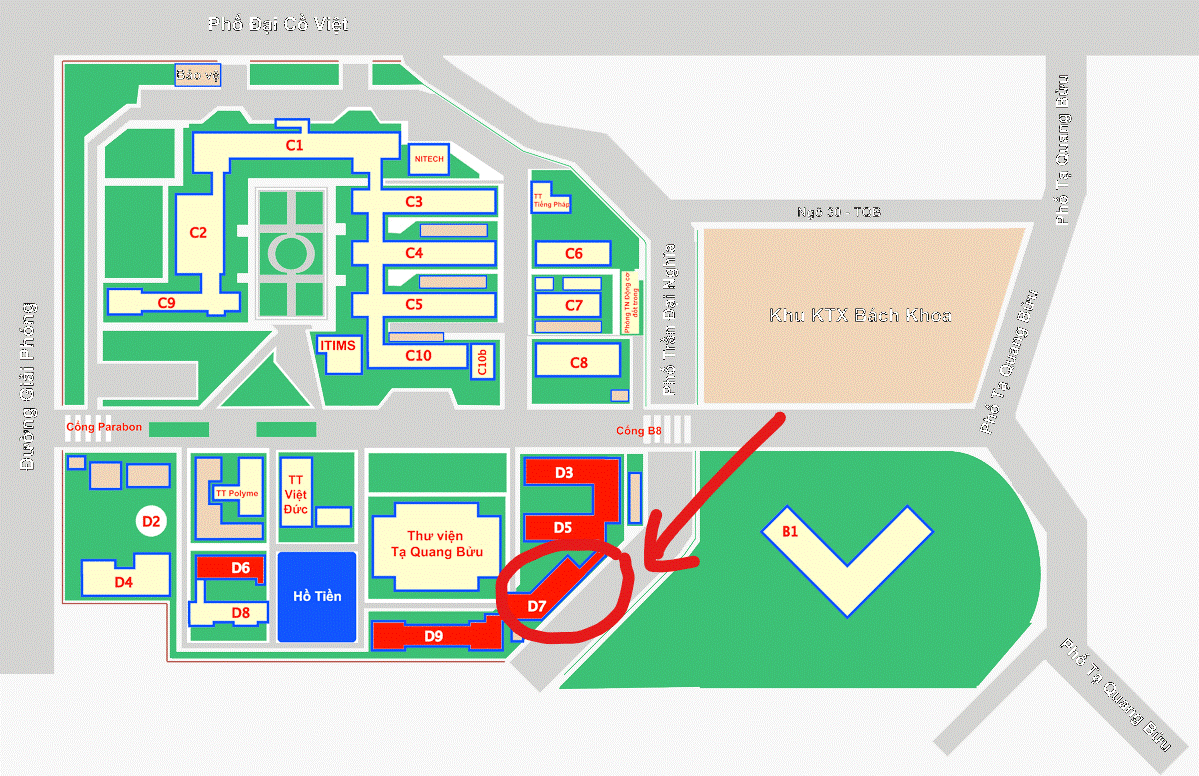 Phố Đại Cồ Việt
Bảo vệ
C1
NITECH
C3
TT
Tiếng Pháp
C2
C4
C6
Ngõ 30 - TQB
Phố Tạ Quang Bửu
C9
C5
C7
Phòng TN Động cơ
đốt trong
Phố Trần Đại Nghĩa
Khu KTX Bách Khoa
Phố Tạ Quang Bửu
ITIMS
C10
C10b
C8
Đường Giải Phóng
Cổng Parabon
Cổng B8
D3
TT
Việt
Đức
TT Polyme
D2
Thư viện
Tạ Quang Bửu
D5
B1
D6
D4
Hồ Tiền
D8
D7
D9
Phố Tạ Quang Bửu